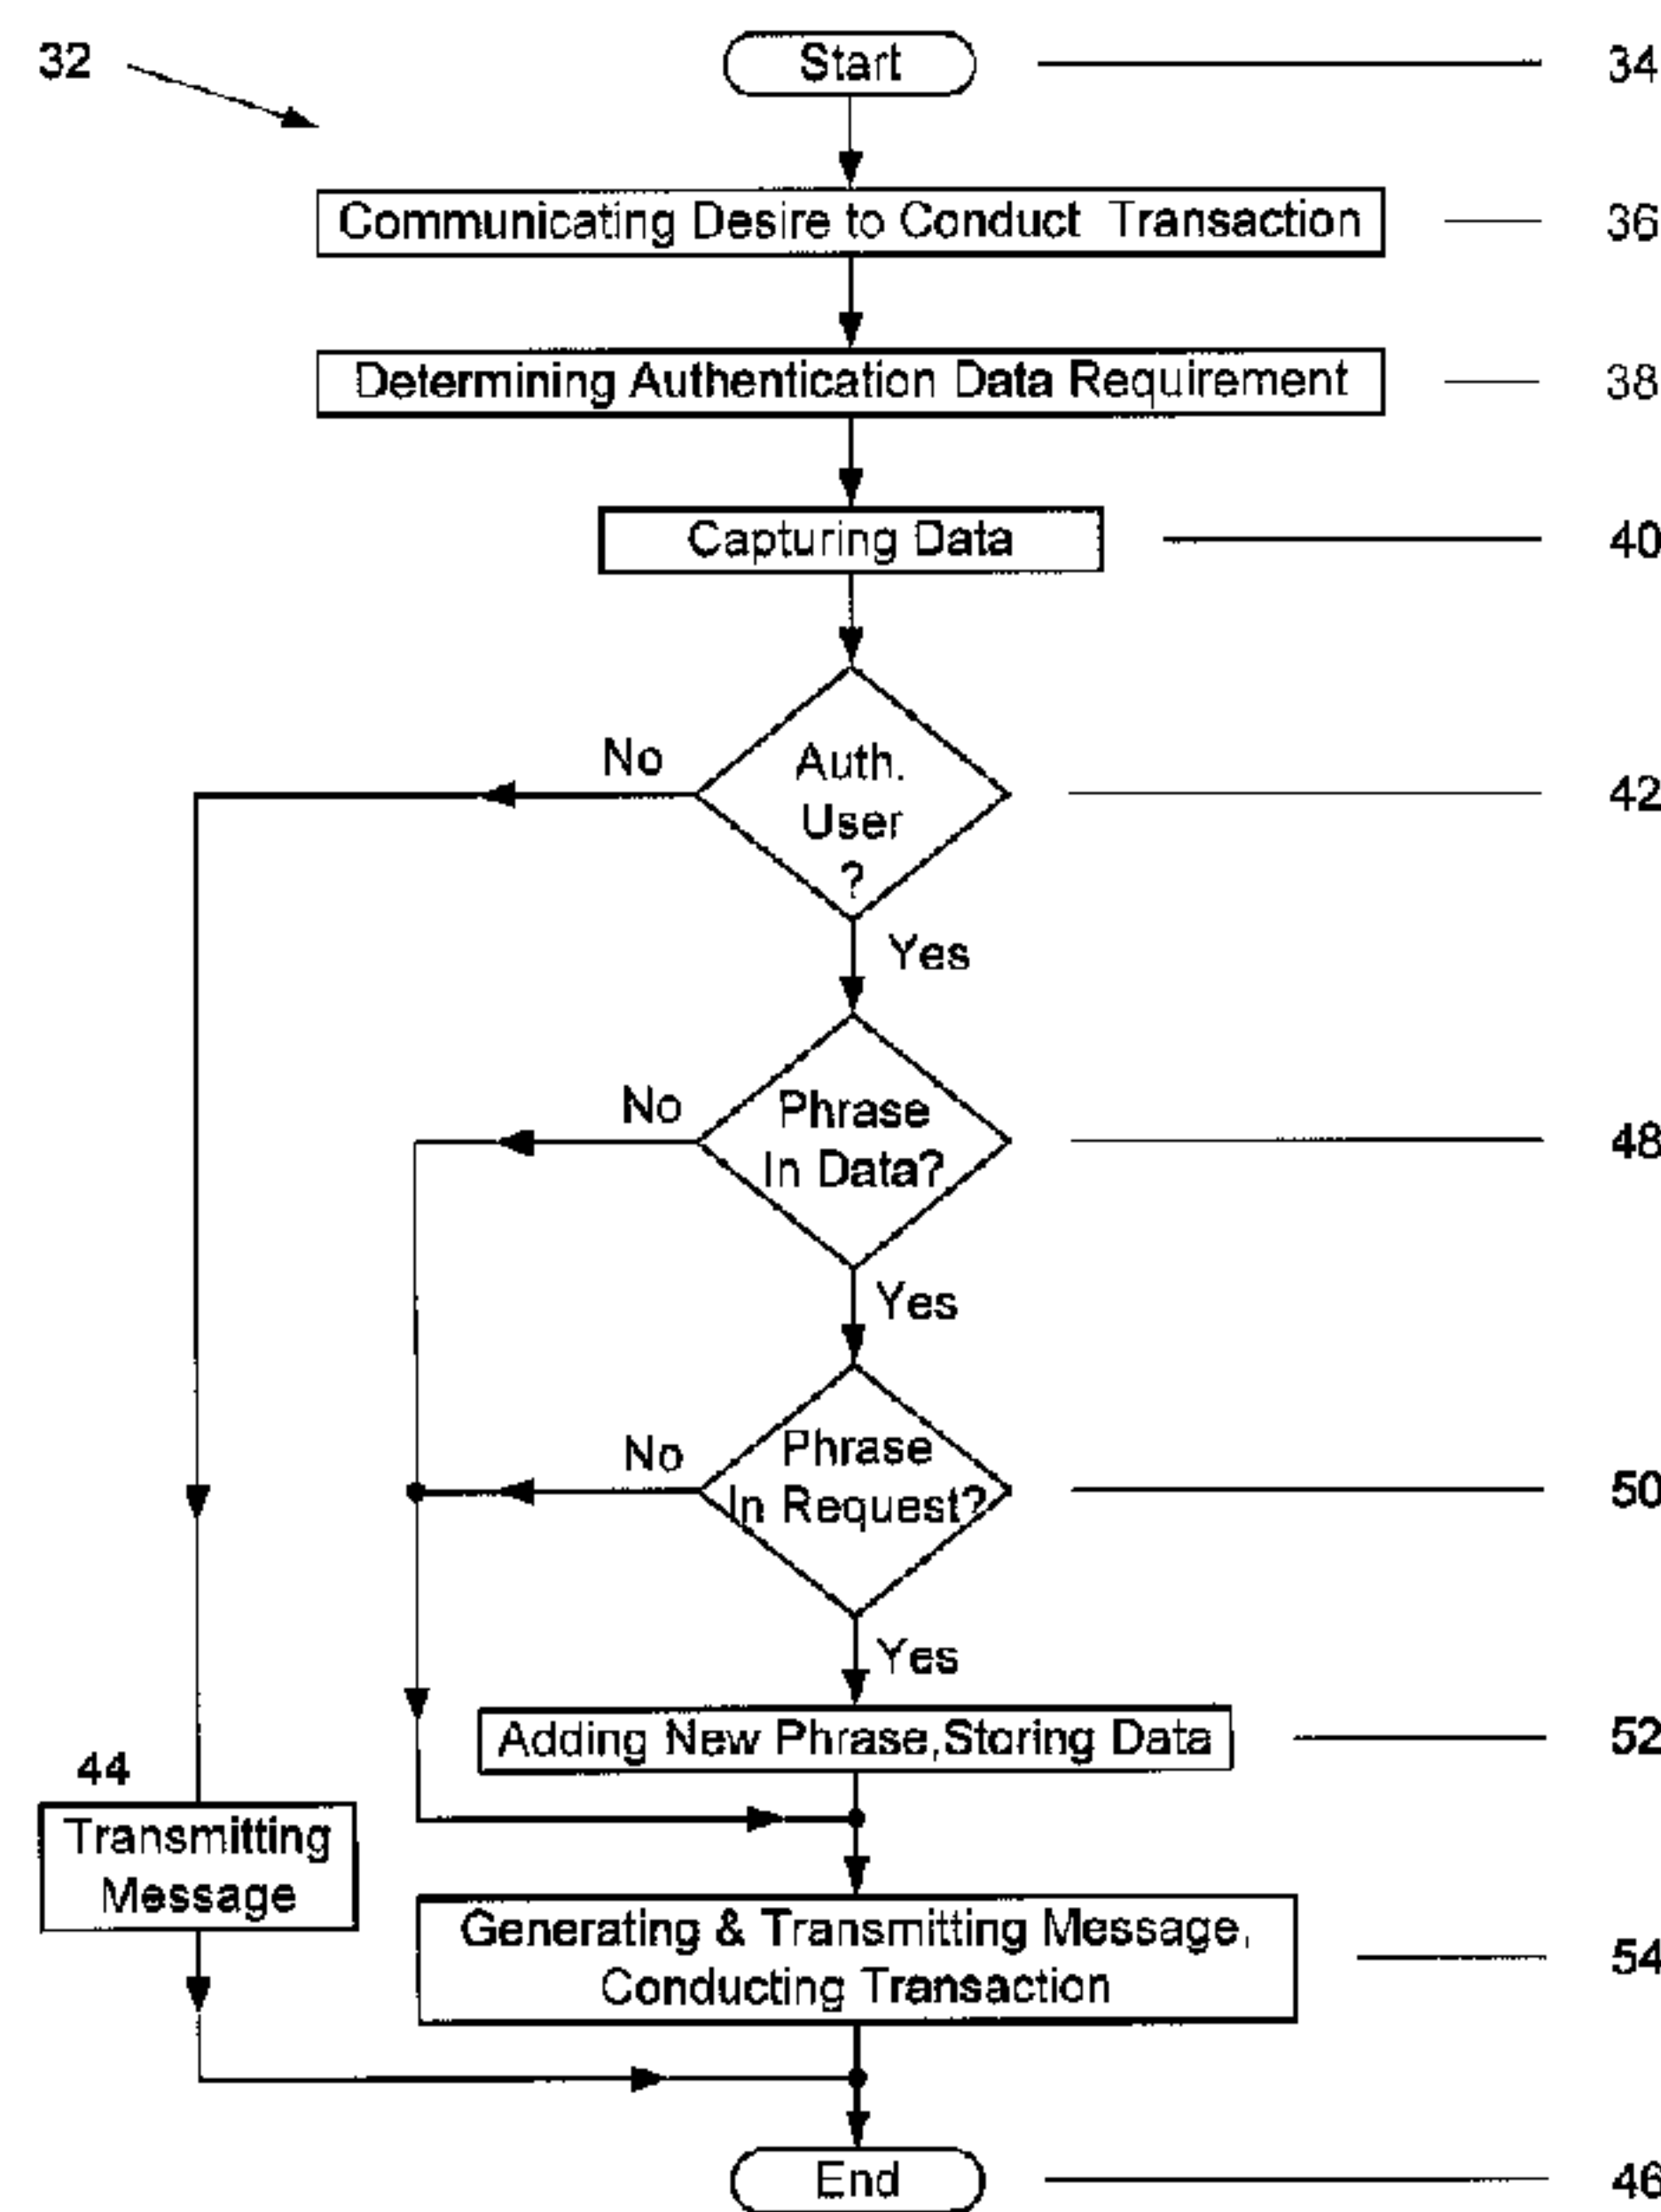 32
Start
34
Communicating Desire to Conduct Transaction
36
Determining Authentication Data Requirement
38
Capturing Data
40
No
Auth.
User
?
42
Yes
No
Phrase
In Data?
48
Yes
No
Phrase
In Request?
50
Yes
Adding New Phrase,Storing Data
52
44
Transmitting
Message
Generating & Transmitting Message,
Conducting Transaction
54
End
46